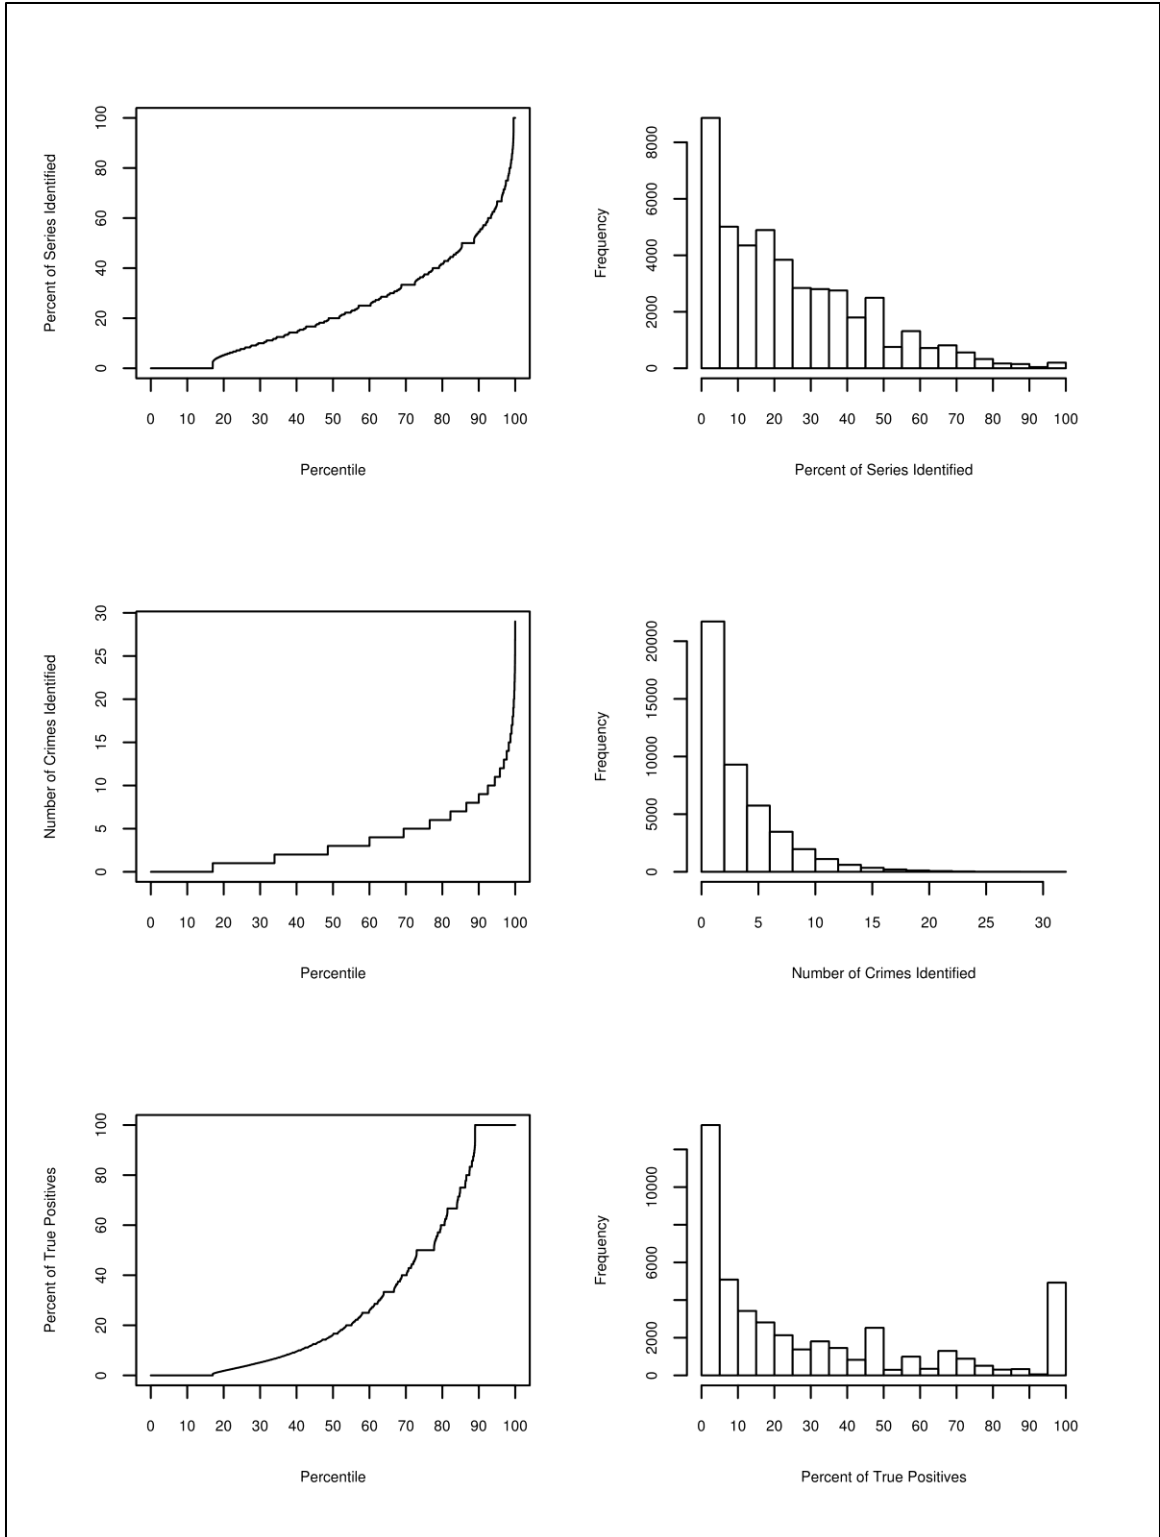 Percent of Series Identified
0 20 40 60 80 100
0 10 20 30 40 50 60 70 80 90 100
Percentile
Frequency
0 2000 4000 6000 8000
0 10 20 30 40 50 60 70 80 90 100
Percent of Series Identified
Number of Crimes Identified
0 5 10 15 20 25 30
0 10 20 30 40 50 60 70 80 90 100
Percentile
Frequency
0 5000 10000 15000 20000
0 5 10 15 20 25 30
Number of Crimes Identified
Percent of True Positives
0 20 40 60 80 100
0 10 20 30 40 50 60 70 80 90 100
Percentile
Frequency
0 2000 6000 10000
0 10 20 30 40 50 60 70 80 90 100
Percent of True Positives